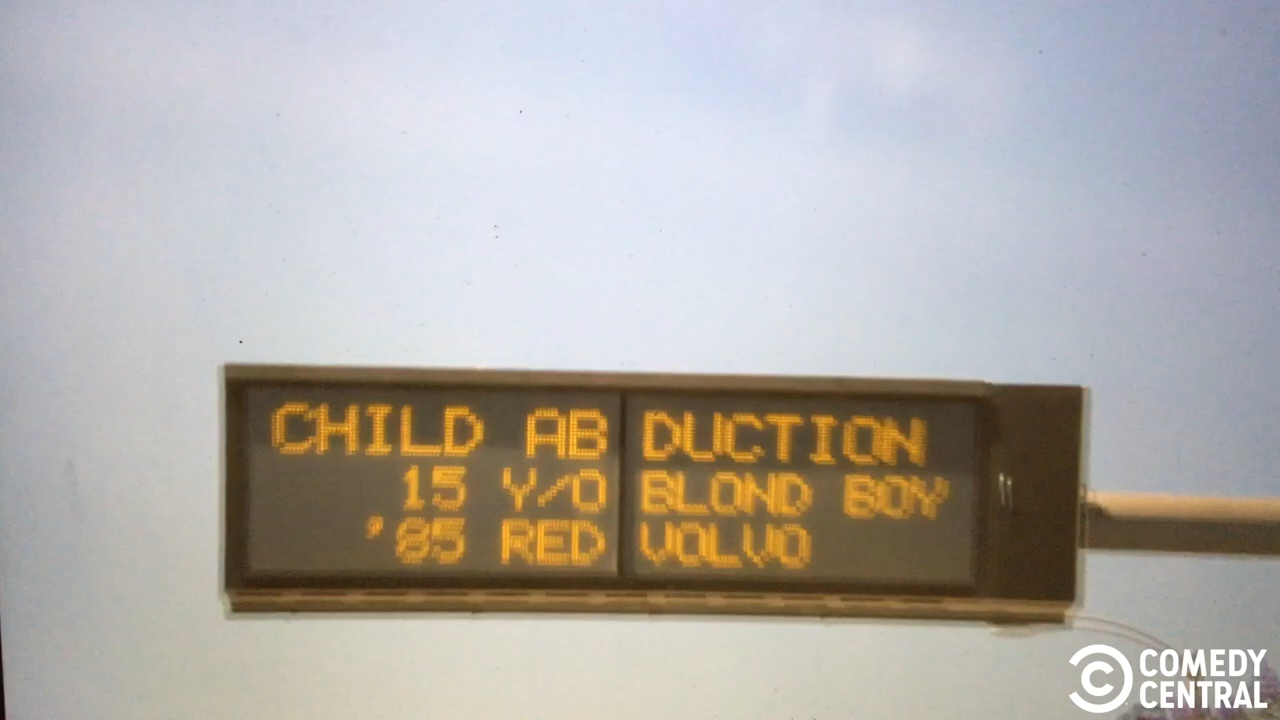 CHILD AB DUCTION
15 Y/O BLOND BOY
'85 RED VOLVO
COMEDY
CENTRAL